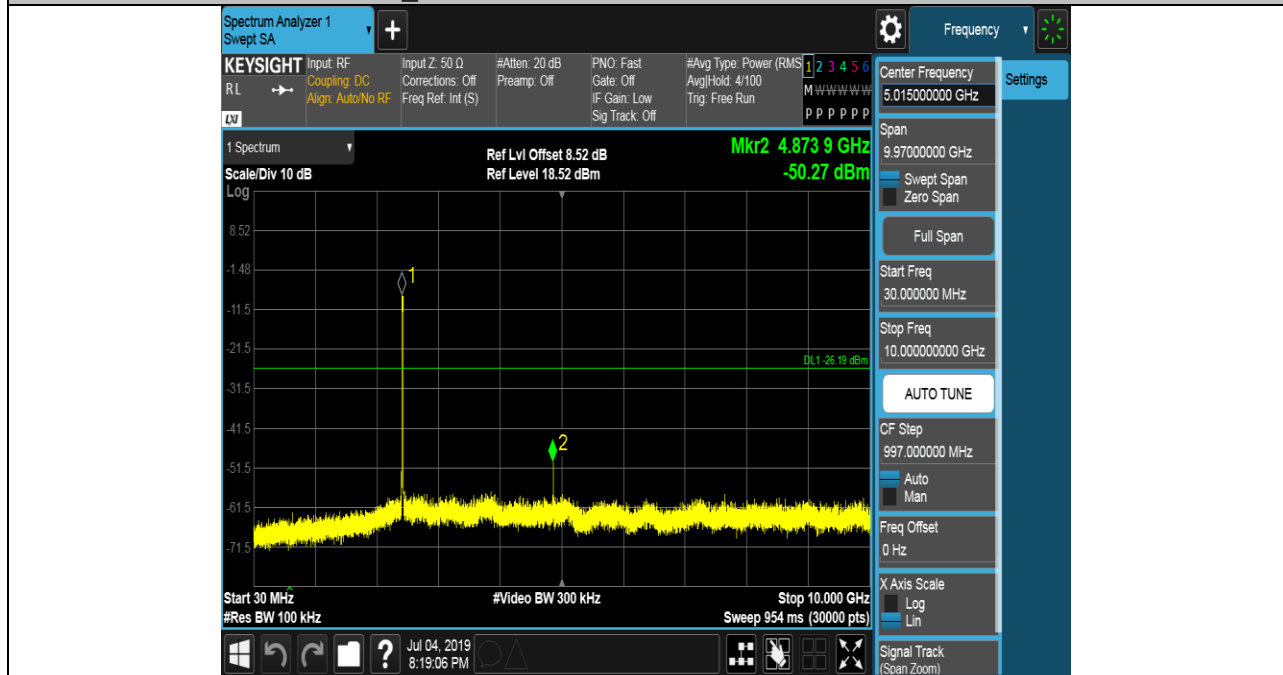 Spectrum Analyzer 1
Swept SA
+
Frequency
KEYSIGHT
RL
LXI
Input: RF
Coupling: DC
Align: Auto/No RF
Input Z: 50 Ω
Corrections: Off
Freq Ref: Int (S)
#Atten: 20 dB
Preamp: Off
PNO: Fast
Gate: Off
IF Gain: Low
Sig Track: Off
#Avg Type: Power (RMS
Avg|Hold: 4/100
Trig: Free Run
1 2 3 4 5 6
M W W W W W
P P P P P P
1 Spectrum
Scale/Div 10 dB
Log
Ref Lvl Offset 8.52 dB
Ref Level 18.52 dBm
Mkr2 4.873 9 GHz
-50.27 dBm
8.52
-1.48
-11.5
-21.5
-31.5
-41.5
-51.5
-61.5
-71.5
1
DL1 -26.19 dBm
2
Start 30 MHz
#Res BW 100 kHz
#Video BW 300 kHz
Stop 10.000 GHz
Sweep 954 ms (30000 pts)
?
Jul 04, 2019
8:19:06 PM
Center Frequency
5.015000000 GHz
Span
9.97000000 GHz
Swept Span
Zero Span
Full Span
Start Freq
30.000000 MHz
Stop Freq
10.000000000 GHz
AUTO TUNE
CF Step
997.000000 MHz
Auto
Man
Freq Offset
0 Hz
X Axis Scale
Log
Lin
Signal Track
(Span Zoom)
Settings